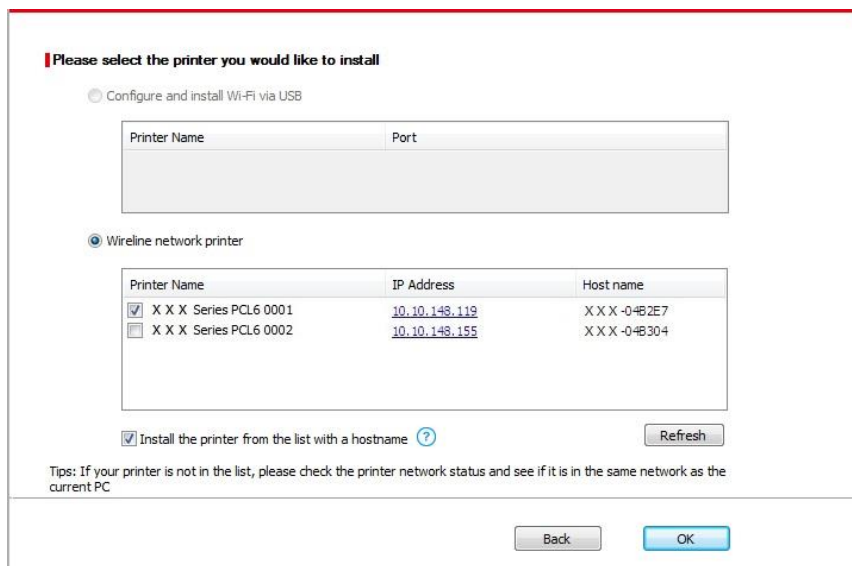 Please select the printer you would like to install
Configure and install Wi-Fi via USB
Printer Name Port
Wireline network printer
Printer Name IP Address Host name
X X X Series PCL6 0001 10.10.148.119 X X X -04B2E7
X X X Series PCL6 0002 10.10.148.155 X X X -04B304
Install the printer from the list with a hostname ?
Refresh
Tips: If your printer is not in the list, please check the printer network status and see if it is in the same network as the
current PC
Back OK